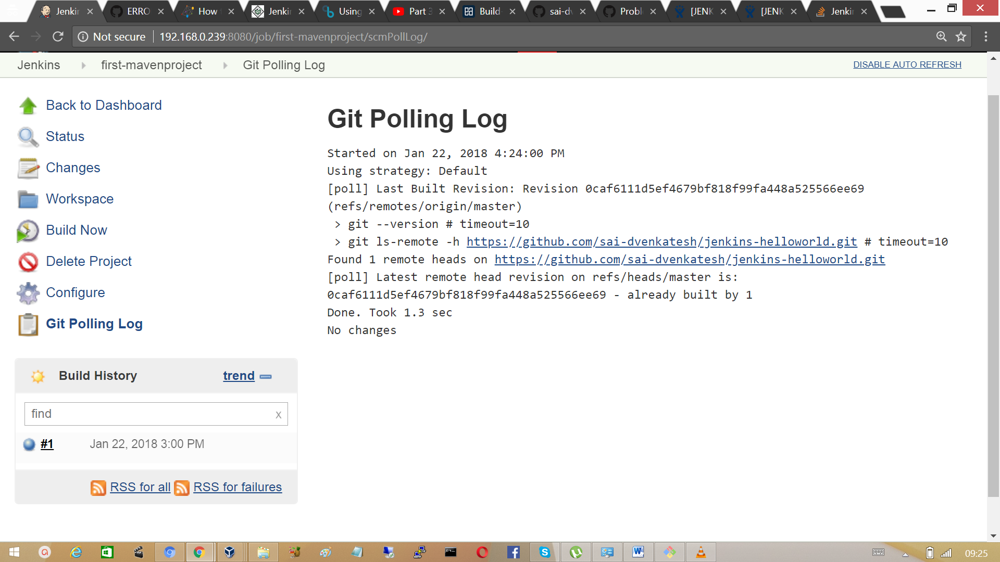 Jenkin
ERRO
How
Jenkin
Using
Part 3
Build
sai-dv
Probl
[JENK
[JENK
Jenkin
Not secure
192.168.0.239:8080/job/first-mavenproject/scmPollLog/
Jenkins
first-mavenproject
Git Polling Log
DISABLE AUTO REFRESH
Back to Dashboard
Status
Changes
Workspace
Build Now
Delete Project
Configure
Git Polling Log
Git Polling Log
Started on Jan 22, 2018 4:24:00 PM
Using strategy: Default
[poll] Last Built Revision: Revision 0caf6111d5ef4679bf818f99fa448a525566ee69
(refs/remotes/origin/master)
> git --version # timeout=10
> git ls-remote -h https://github.com/sai-dvenkatesh/jenkins-helloworld.git # timeout=10
Found 1 remote heads on https://github.com/sai-dvenkatesh/jenkins-helloworld.git
[poll] Latest remote head revision on refs/heads/master is:
0caf6111d5ef4679bf818f99fa448a525566ee69 - already built by 1
Done. Took 1.3 sec
No changes
Build History
trend
find
x
#1
Jan 22, 2018 3:00 PM
RSS for all
RSS for failures
09:25